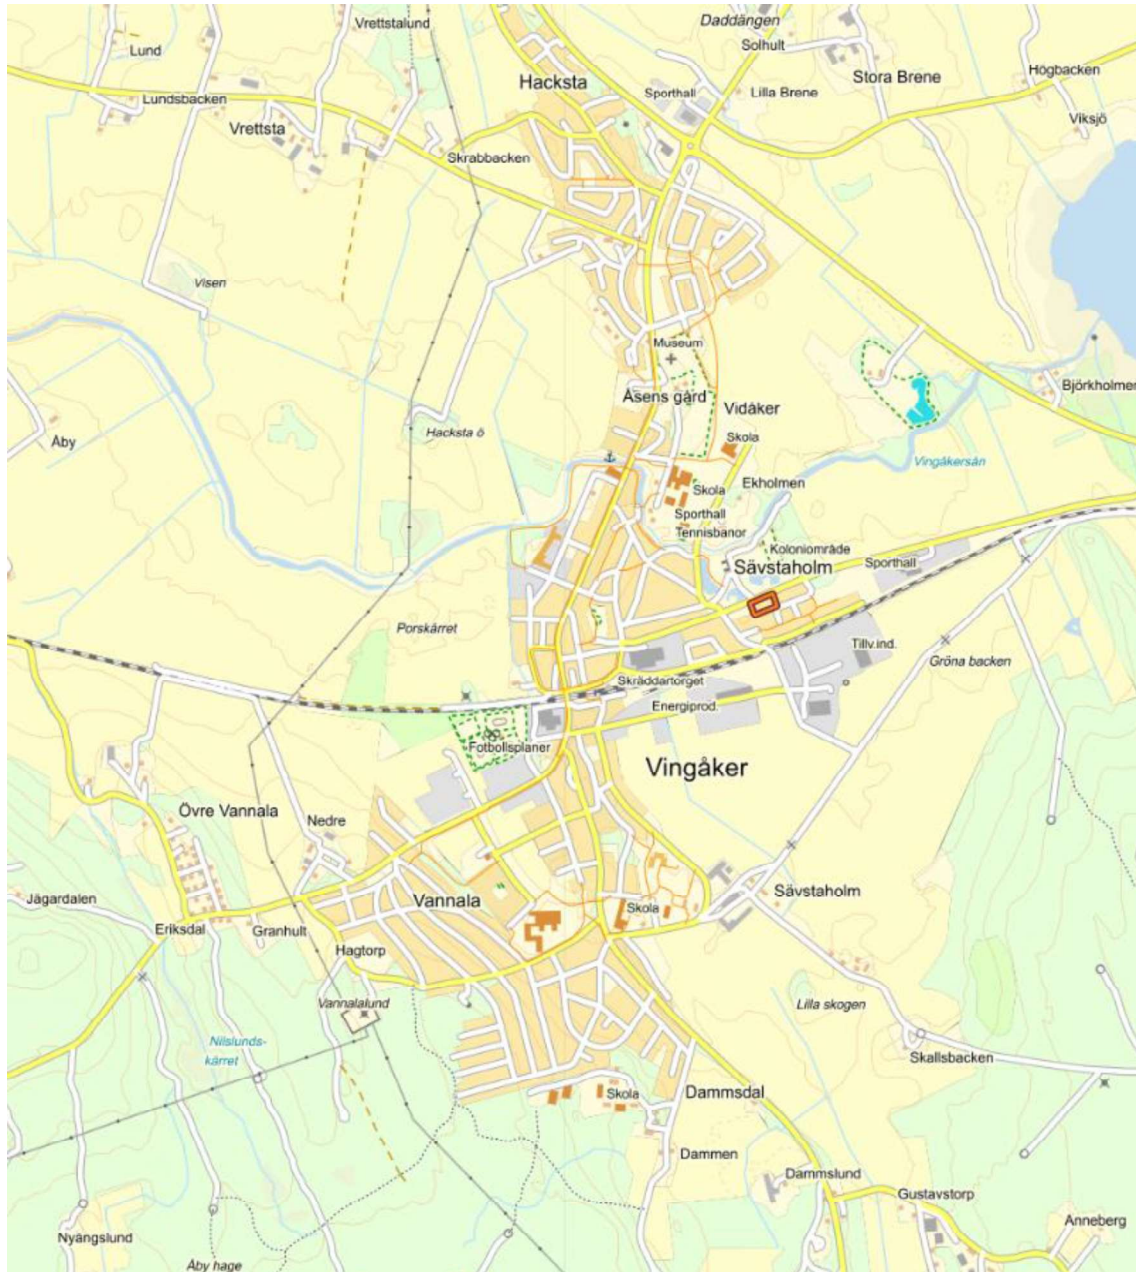 Daddängen
Vrettstalund
Solhult
Lund
Högbacken
Stora Brene
Hacksta
Sporthall
Lilla Brene
Lundsbacken
Viksjö
Vrettsta
Skrabbacken
Visen
Museum
Björkholmen
Åsens gård
Vidåker
Hacksta ö
Åby
Skola
Vingåkersån
Ekholmen
Skola
Sporthall
Tennisbanor
Koloniområde
Sporthall
Sävstaholm
Porskärret
Tillv.ind.
Gröna backen
Skräddartorget
Energiprod.
Fotbollsplaner
Vingåker
Övre Vannala
Nedre
Sävstaholm
Jägardalen
Vannala
Skola
Eriksdal
Granhult
Hagtorp
Vannalalund
Lilla skogen
Nilslunds-
kärret
Skallsbacken
Skola
Dammsdal
Dammen
Dammslund
Gustavstorp
Anneberg
Nyängslund
Åby hage